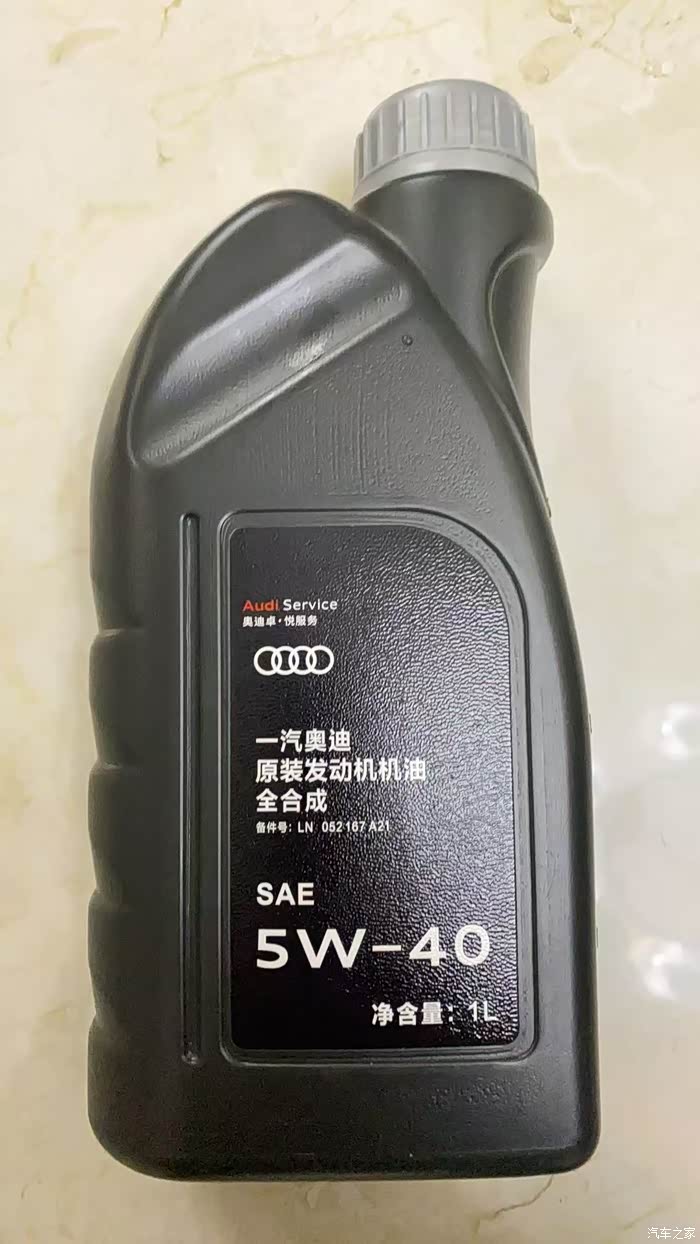 Audi Service
奥迪卓·悦服务
一汽奥迪
原装发动机机油
全合成
备件号: LN 052 167 A21
SAE
5W-40
净含量: 1L
汽车之家